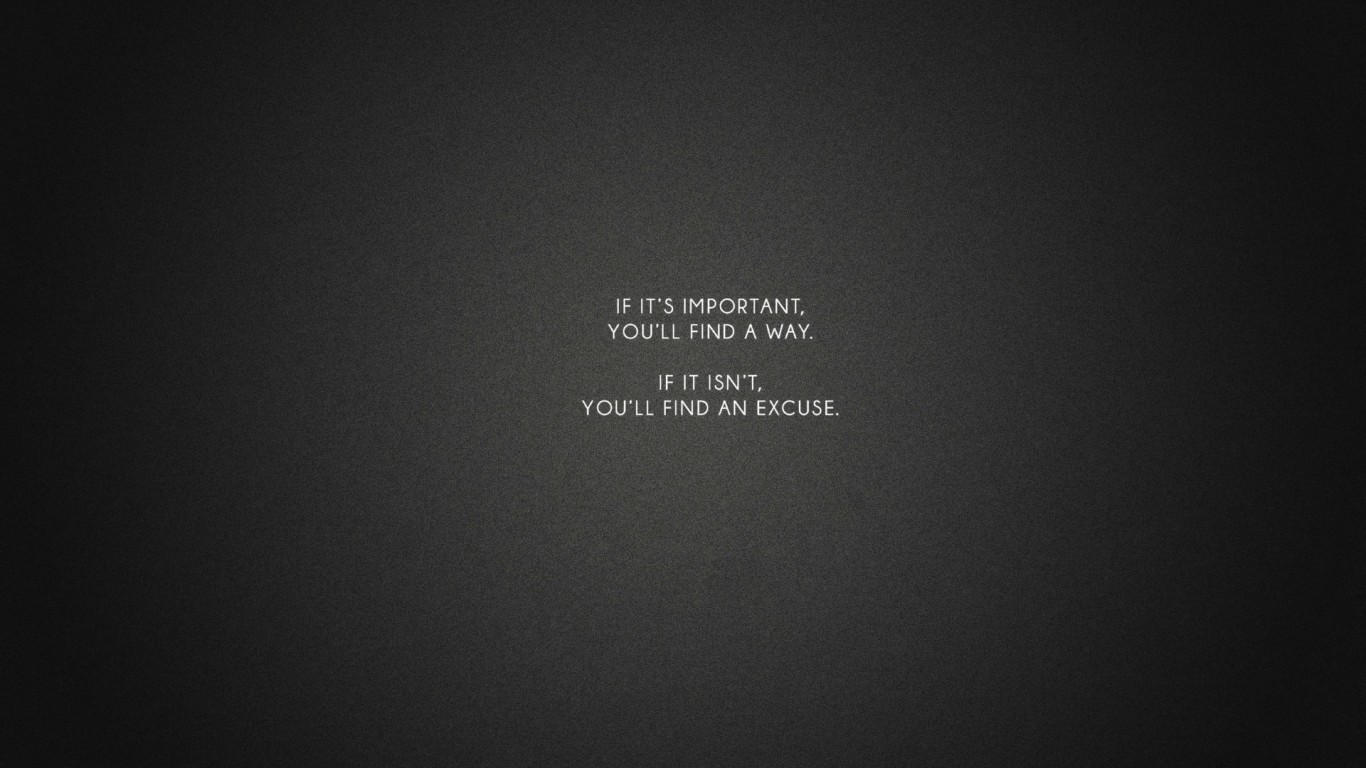 IF IT'S IMPORTANT,
YOU'LL FIND A WAY.
IF IT ISN'T,
YOU'LL FIND AN EXCUSE.